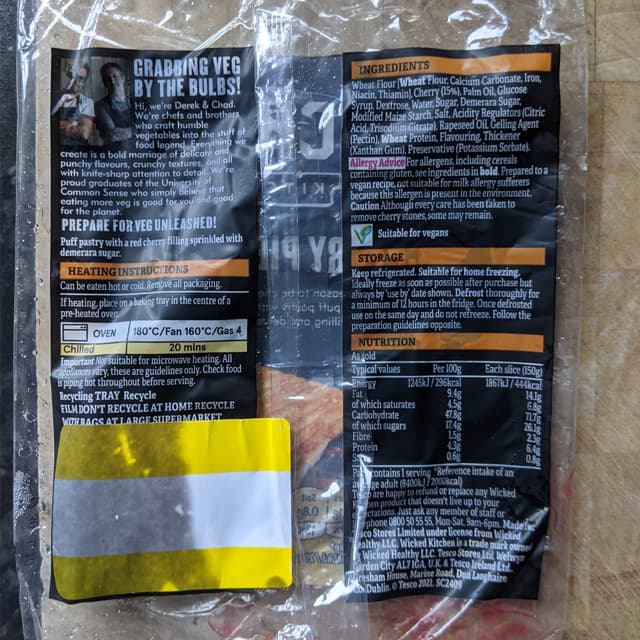 GRABBING VEG
BY THE BULBS!
Hi, we're Derek & Chad.
We're chefs and brothers
who craft humble
vegetables into the stuff of
food legend. Everything we
create is a bold marriage of delicate and
punchy flavours, crunchy textures and all
with knife-sharp attention to detail. We're
proud graduates of the University of
Common Sense who simply believe that
eating more veg is good for you and good
for the planet.
PREPARE FOR VEG UNLEASHED!
Puff pastry with a red cherry filling sprinkled with
demerara sugar.
HEATING INSTRUCTIONS
Can be eaten hot or cold. Remove all packaging.
If heating, place on a baking tray in the centre of a
pre-heated oven
OVEN 180°C/Fan 160°C/Gas 4
Chilled 20 mins
Important Not suitable for microwave heating. All
appliances vary, these are guidelines only. Check food
is piping hot throughout before serving.
Recycling TRAY Recycle
FILM DON'T RECYCLE AT HOME RECYCLE
WITH BAGS AT LARGE SUPERMARKET
INGREDIENTS
Wheat Flour (Wheat Flour, Calcium Carbonate, Iron,
Niacin, Thiamin), Cherry (15%), Palm Oil, Glucose
Syrup, Dextrose, Water, Sugar, Demerara Sugar,
Modified Maize Starch, Salt, Acidity Regulators (Citric
Acid, Trisodium Citrate), Rapeseed Oil, Gelling Agent
(Pectin), Wheat Protein, Flavouring, Thickener
(Xanthan Gum), Preservative (Potassium Sorbate).
Allergy Advice For allergens, including cereals
containing gluten, see ingredients in bold. Prepared to a
vegan recipe, not suitable for milk allergy sufferers
because this allergen is present in the environment.
Caution Although every care has been taken to
remove cherry stones, some may remain.
Suitable for vegans
STORAGE
Keep refrigerated. Suitable for home freezing.
Ideally freeze as soon as possible after purchase but
always by 'use by' date shown. Defrost thoroughly for
a minimum of 12 hours in the fridge. Once defrosted
use on the same day and do not refreeze. Follow the
preparation guidelines opposite.
NUTRITION
As sold
Typical values Per 100g Each slice (150g)
Energy 1245kJ / 296kcal 1867kJ / 444kcal
Fat 9.4g 14.1g
of which saturates 4.5g 6.8g
Carbohydrate 47.8g 71.7g
of which sugars 17.4g 26.1g
Fibre 1.5g 2.3g
Protein 4.3g 6.4g
0.6g 0.8g
contains 1 serving *Reference intake of an
adult (8400kJ / 2000kcal)
are happy to refund or replace any Wicked
product that doesn't live up to your
Just ask any member of staff or
phone 0800 50 55 55, Mon-Sat, 9am-6pm.
Stores Limited under license from Wicked
Healthy LLC. Wicked Kitchen is a trade mark owned
Wicked Healthy LLC. Tesco Stores Ltd, Welwyn
Garden City AL7 1GA, U.K. & Tesco Ireland Ltd,
Gresham House, Marine Road, Dun Laoghaire,
Dublin. © Tesco 2021. SC2409